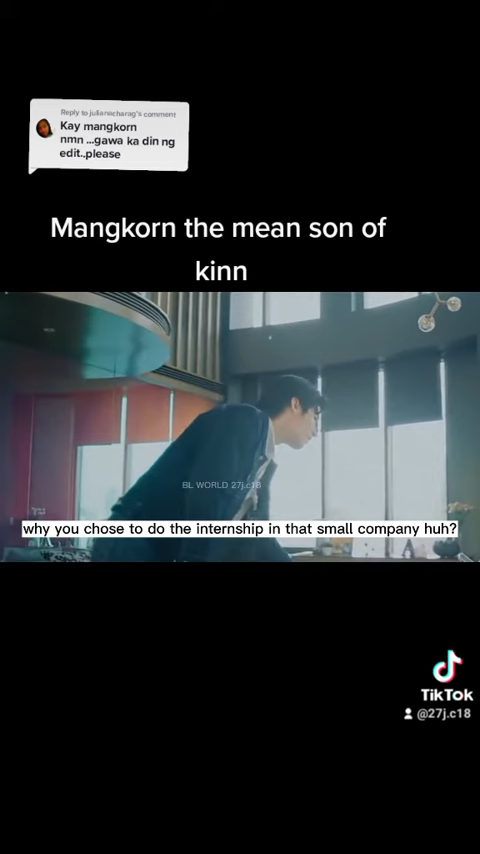 Reply to julianacharag's comment
Kay mangkorn
nmn ...gawa ka din ng
edit..please
Mangkorn the mean son of
kinn
BL WORLD 27j.c18
why you chose to do the internship in that small company huh?
TikTok
@27j.c18